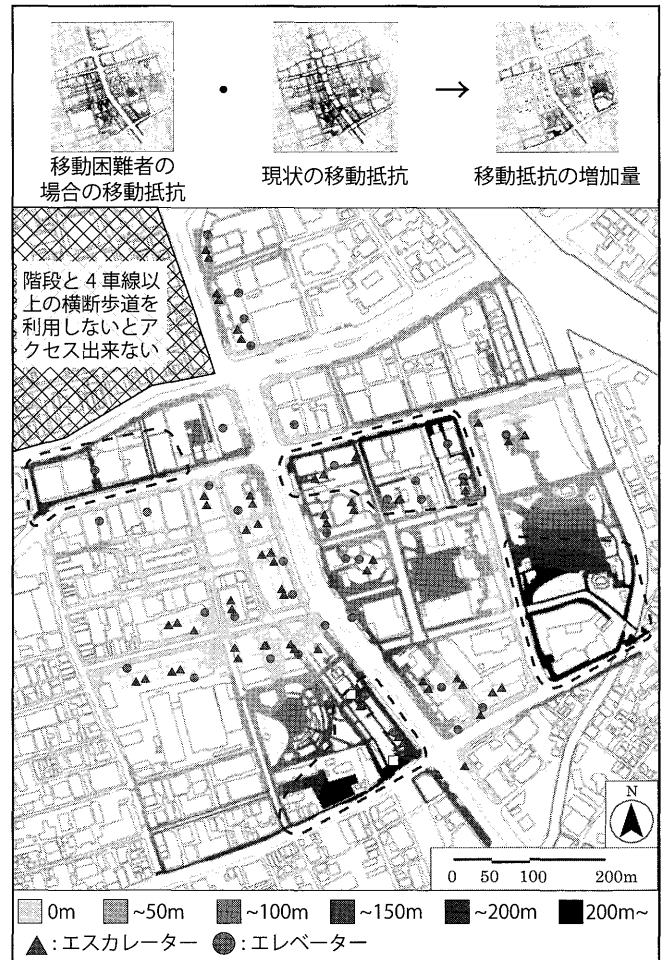 移動困難者の
場合の移動抵抗
現状の移動抵抗
移動抵抗の増加量
階段と4車線以
上の横断歩道を
利用しないとア
クセス出来ない
N
0 50 100 200m
0m ~50m ~100m ~150m ~200m 200m~
:エスカレーター :エレベーター